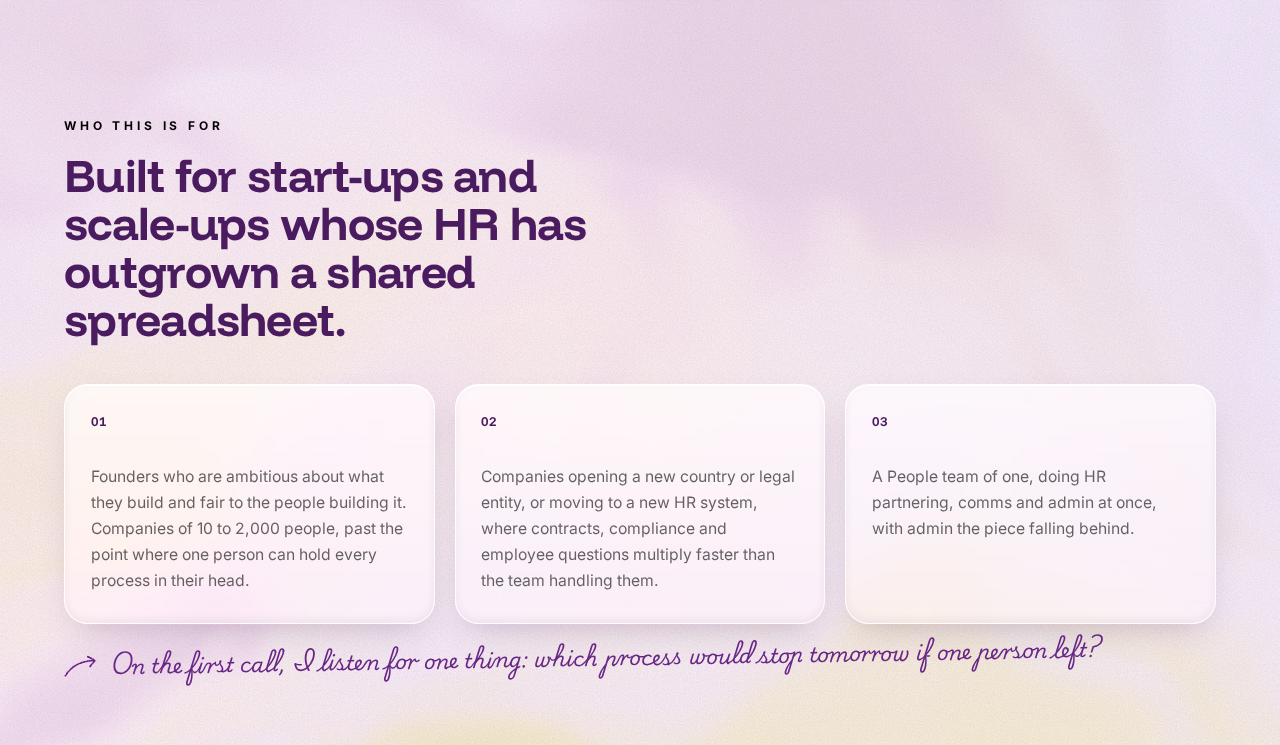 WHO THIS IS FOR
Built for start-ups and
scale-ups whose HR has
outgrown a shared
spreadsheet.
01
Founders who are ambitious about what
they build and fair to the people building it.
Companies of 10 to 2,000 people, past the
point where one person can hold every
process in their head.
02
Companies opening a new country or legal
entity, or moving to a new HR system,
where contracts, compliance and
employee questions multiply faster than
the team handling them.
03
A People team of one, doing HR
partnering, comms and admin at once,
with admin the piece falling behind.
On the first call, I listen for one thing: which process would stop tomorrow if one person left?